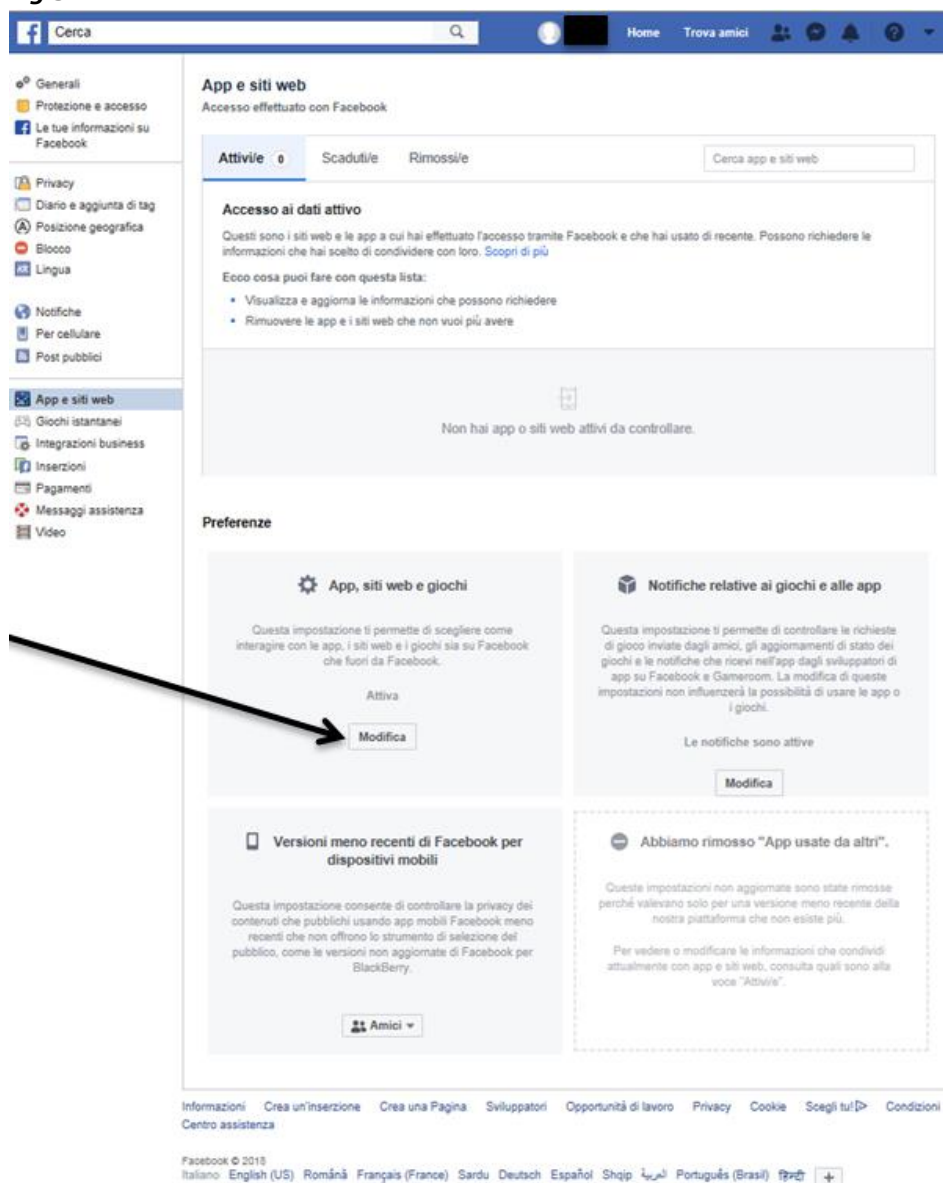 Cerca
Home Trova amici
Generali
Protezione e accesso
Le tue informazioni su
Facebook
Privacy
Diario e aggiunta di tag
Posizione geografica
Blocco
Lingua
Notifiche
Per cellulare
Post pubblici
App e siti web
Giochi istantanei
Integrazioni business
Inserzioni
Pagamenti
Messaggi assistenza
Video
App e siti web
Accesso effettuato con Facebook
Attivi/e 0 Scaduti/e Rimossi/e Cerca app e siti web
Accesso ai dati attivo
Questi sono i siti web e le app a cui hai effettuato l'accesso tramite Facebook e che hai usato di recente. Possono richiedere le
informazioni che hai scelto di condividere con loro. Scopri di più
Ecco cosa puoi fare con questa lista:
• Visualizza e aggiorna le informazioni che possono richiedere
• Rimuovere le app e i siti web che non vuoi più avere
Non hai app o siti web attivi da controllare.
Preferenze
App, siti web e giochi
Questa impostazione ti permette di scegliere come
interagire con le app, i siti web e i giochi sia su Facebook
che fuori da Facebook.
Attiva
Modifica
Notifiche relative ai giochi e alle app
Questa impostazione ti permette di controllare le richieste
di gioco inviate dagli amici, gli aggiornamenti di stato dei
giochi e le notifiche che ricevi nell'app dagli sviluppatori di
app su Facebook e Gameroom. La modifica di queste
impostazioni non influenzerà la possibilità di usare le app o
i giochi.
Le notifiche sono attive
Modifica
Versioni meno recenti di Facebook per
dispositivi mobili
Questa impostazione consente di controllare la privacy dei
contenuti che pubblichi usando app mobili Facebook meno
recenti che non offrono lo strumento di selezione del
pubblico, come le versioni non aggiornate di Facebook per
BlackBerry.
Amici
Abbiamo rimosso "App usate da altri".
Queste impostazioni non aggiornate sono state rimosse
perché valevano solo per una versione meno recente della
nostra piattaforma che non esiste più.
Per vedere o modificare le informazioni che condividi
attualmente con app e siti web, consulta quali sono alla
voce "Attivi/e".
Informazioni Crea un'inserzione Crea una Pagina Sviluppatori Opportunità di lavoro Privacy Cookie Scegli tu! Condizioni
Centro assistenza
Facebook © 2018
Italiano English (US) Română Français (France) Sardu Deutsch Español Shqip العربية Português (Brasil) हिन्दी